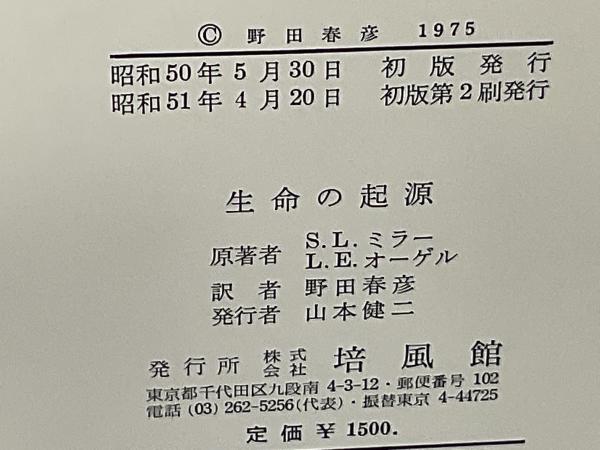 © 野田春彦 1975
昭和50年5月30日 初版発行
昭和51年4月20日 初版第2刷発行
生命の起源
原著者 S.L.ミラー
L.E.オーゲル
訳者 野田春彦
発行者 山本健二
発行所 株式会社 培風館
東京都千代田区九段南4-3-12・郵便番号102
電話(03)262-5256(代表)・振替東京4-44725
定価¥1500.